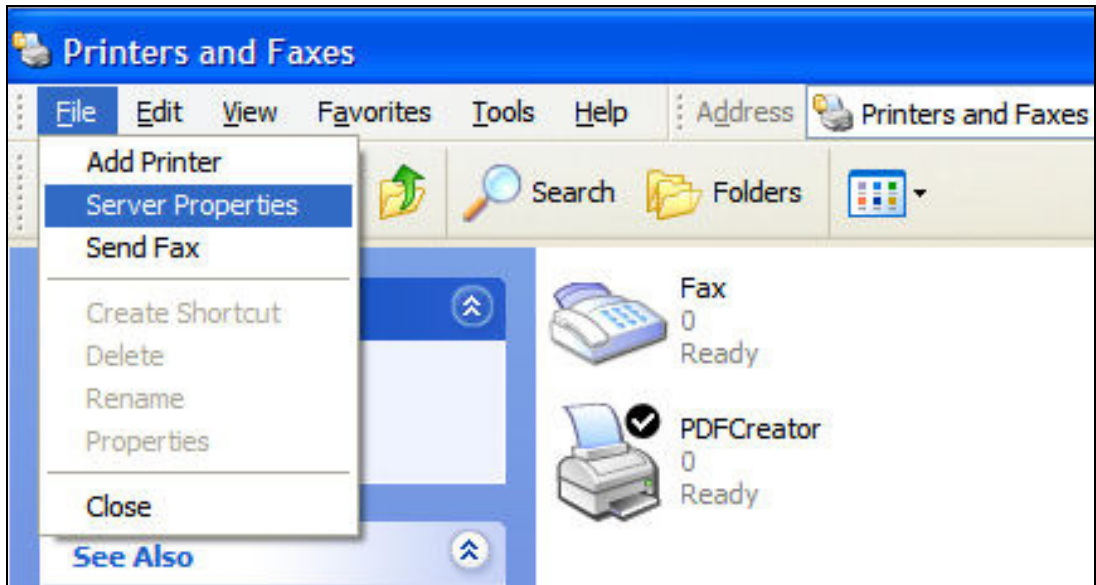 Printers and Faxes
File Edit View Favorites Tools Help Address Printers and Faxes
Add Printer
Server Properties
Send Fax
Create Shortcut
Delete
Rename
Properties
Close
Search Folders
See Also
Fax
0
Ready
PDFCreator
0
Ready